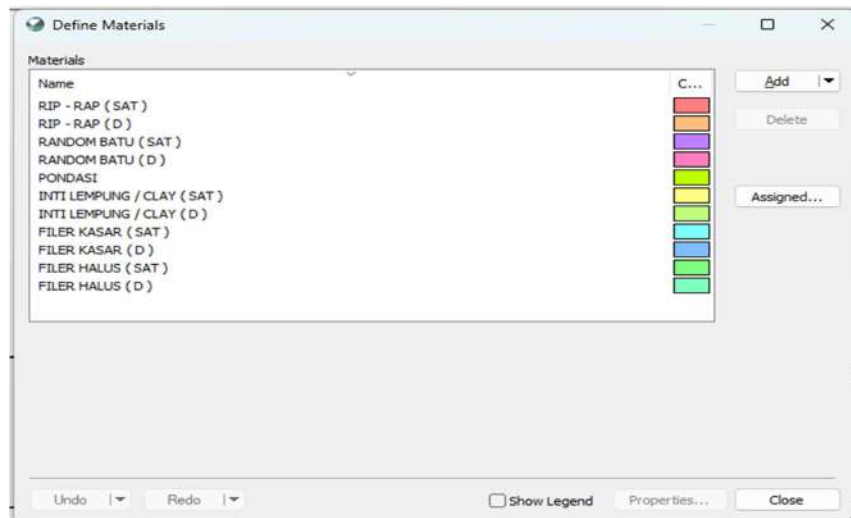 Define Materials
Materials
Name C...
RIP - RAP ( SAT )
RIP - RAP ( D )
RANDOM BATU ( SAT )
RANDOM BATU ( D )
PONDASI
INTI LEMPUNG / CLAY ( SAT )
INTI LEMPUNG / CLAY ( D )
FILER KASAR ( SAT )
FILER KASAR ( D )
FILER HALUS ( SAT )
FILER HALUS ( D )
Add
Delete
Assigned...
Undo Redo Show Legend Properties... Close